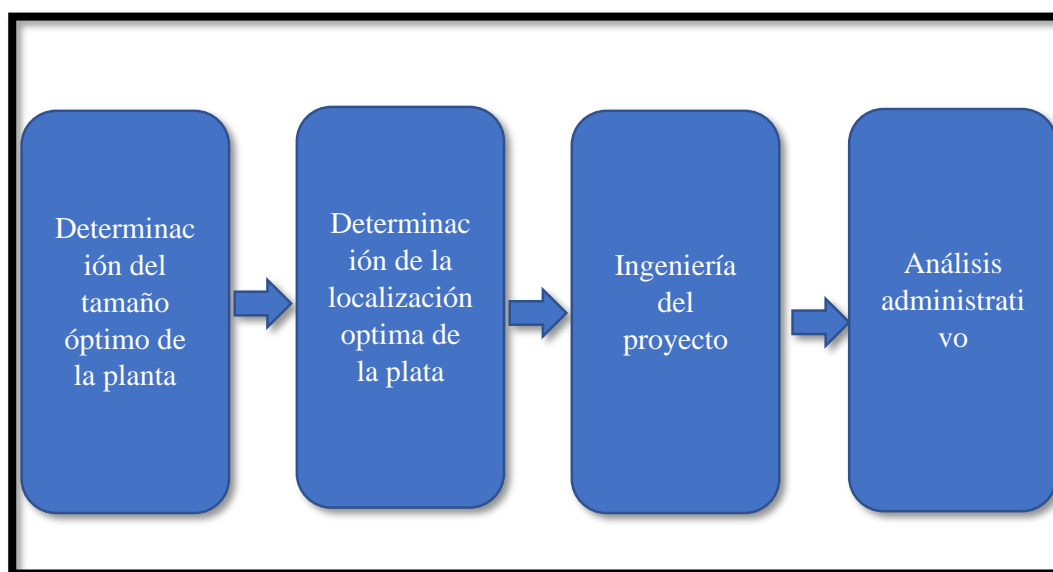 Determinac
ión del
tamaño
óptimo de
la planta
Determinac
ión de la
localización
optima de
la plata
Ingeniería
del
proyecto
Análisis
administrati
vo